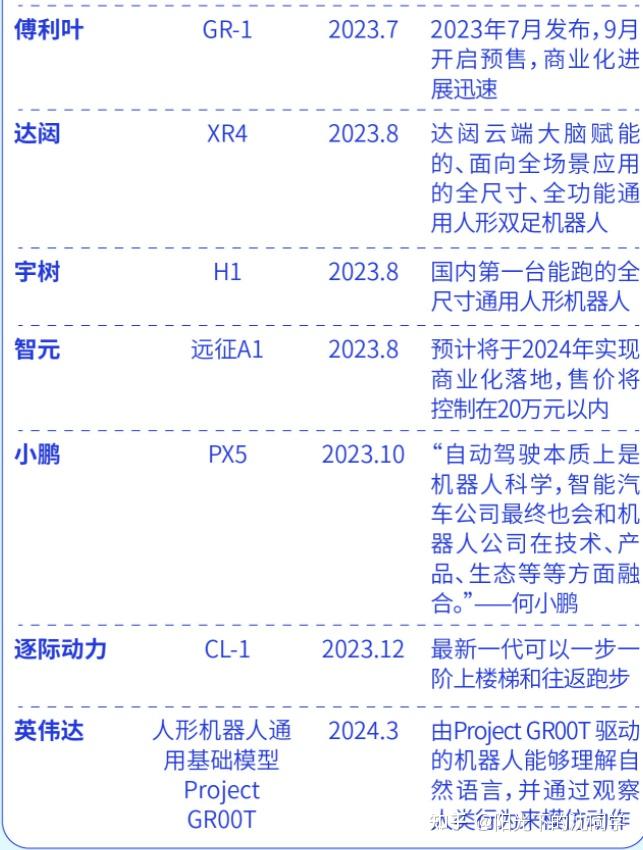 傅利叶 GR-1 2023.7 2023年7月发布，9月
开启预售，商业化进
展迅速
达闼 XR4 2023.8 达闼云端大脑赋能
的、面向全场景应用
的全尺寸、全功能通
用人形双足机器人
宇树 H1 2023.8 国内第一台能跑的全
尺寸通用人形机器人
智元 远征A1 2023.8 预计将于2024年实现
商业化落地，售价将
控制在20万元以内
小鹏 PX5 2023.10 “自动驾驶本质上是
机器人科学，智能汽
车公司最终也会和机
器人公司在技术、产
品、生态等等方面融
合。”——何小鹏
逐际动力 CL-1 2023.12 最新一代可以一步一
阶上楼梯和往返跑步
英伟达 人形机器人通 2024.3 由Project GR00T 驱动
用基础模型 的机器人能够理解自
Project 然语言，并通过观察
GR00T 人类行为来模仿动作
知乎 @阳光下的沈同学